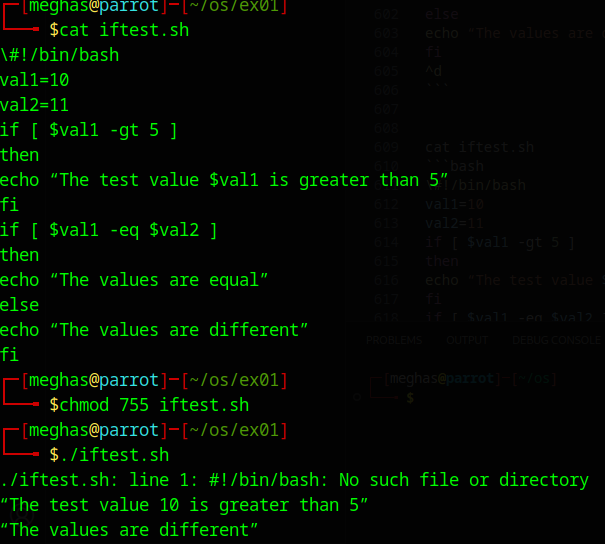 ┌─[meghas@parrot]─[~/os/ex01]
└──╼ $cat iftest.sh
\#!/bin/bash
val1=10
val2=11
if [ $val1 -gt 5 ]
then
echo “The test value $val1 is greater than 5”
fi
if [ $val1 -eq $val2 ]
then
echo “The values are equal”
else
echo “The values are different”
fi
┌─[meghas@parrot]─[~/os/ex01]
└──╼ $chmod 755 iftest.sh
┌─[meghas@parrot]─[~/os/ex01]
└──╼ $./iftest.sh
./iftest.sh: line 1: #!/bin/bash: No such file or directory
“The test value 10 is greater than 5”
“The values are different”
602 else
603 echo "The values are
604 fi
605 ^d
606 ```
607
608
609 cat iftest.sh
```bash
!/bin/bash
612 val1=10
613 val2=11
614 if [ $val1 -gt 5 ]
615 then
616 echo "The test value
617 fi
618 if [ $val1 -eq $val2
PROBLEMS OUTPUT DEBUG CONSOLE
┌─[meghas@parrot]─[~/os]
└──╼ $